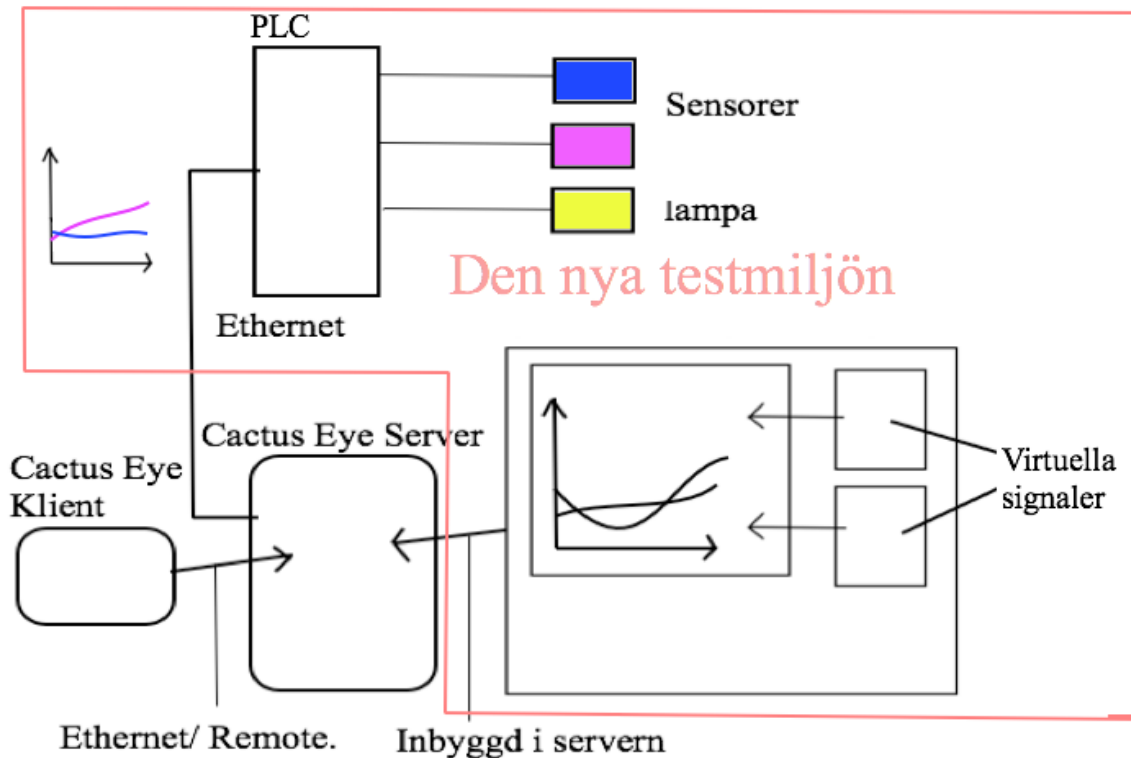 PLC
Sensorer
lampa
Den nya testmiljön
Ethernet
Cactus Eye Server
Cactus Eye
Klient
Virtuella
signaler
Ethernet/ Remote.
Inbyggd i servern